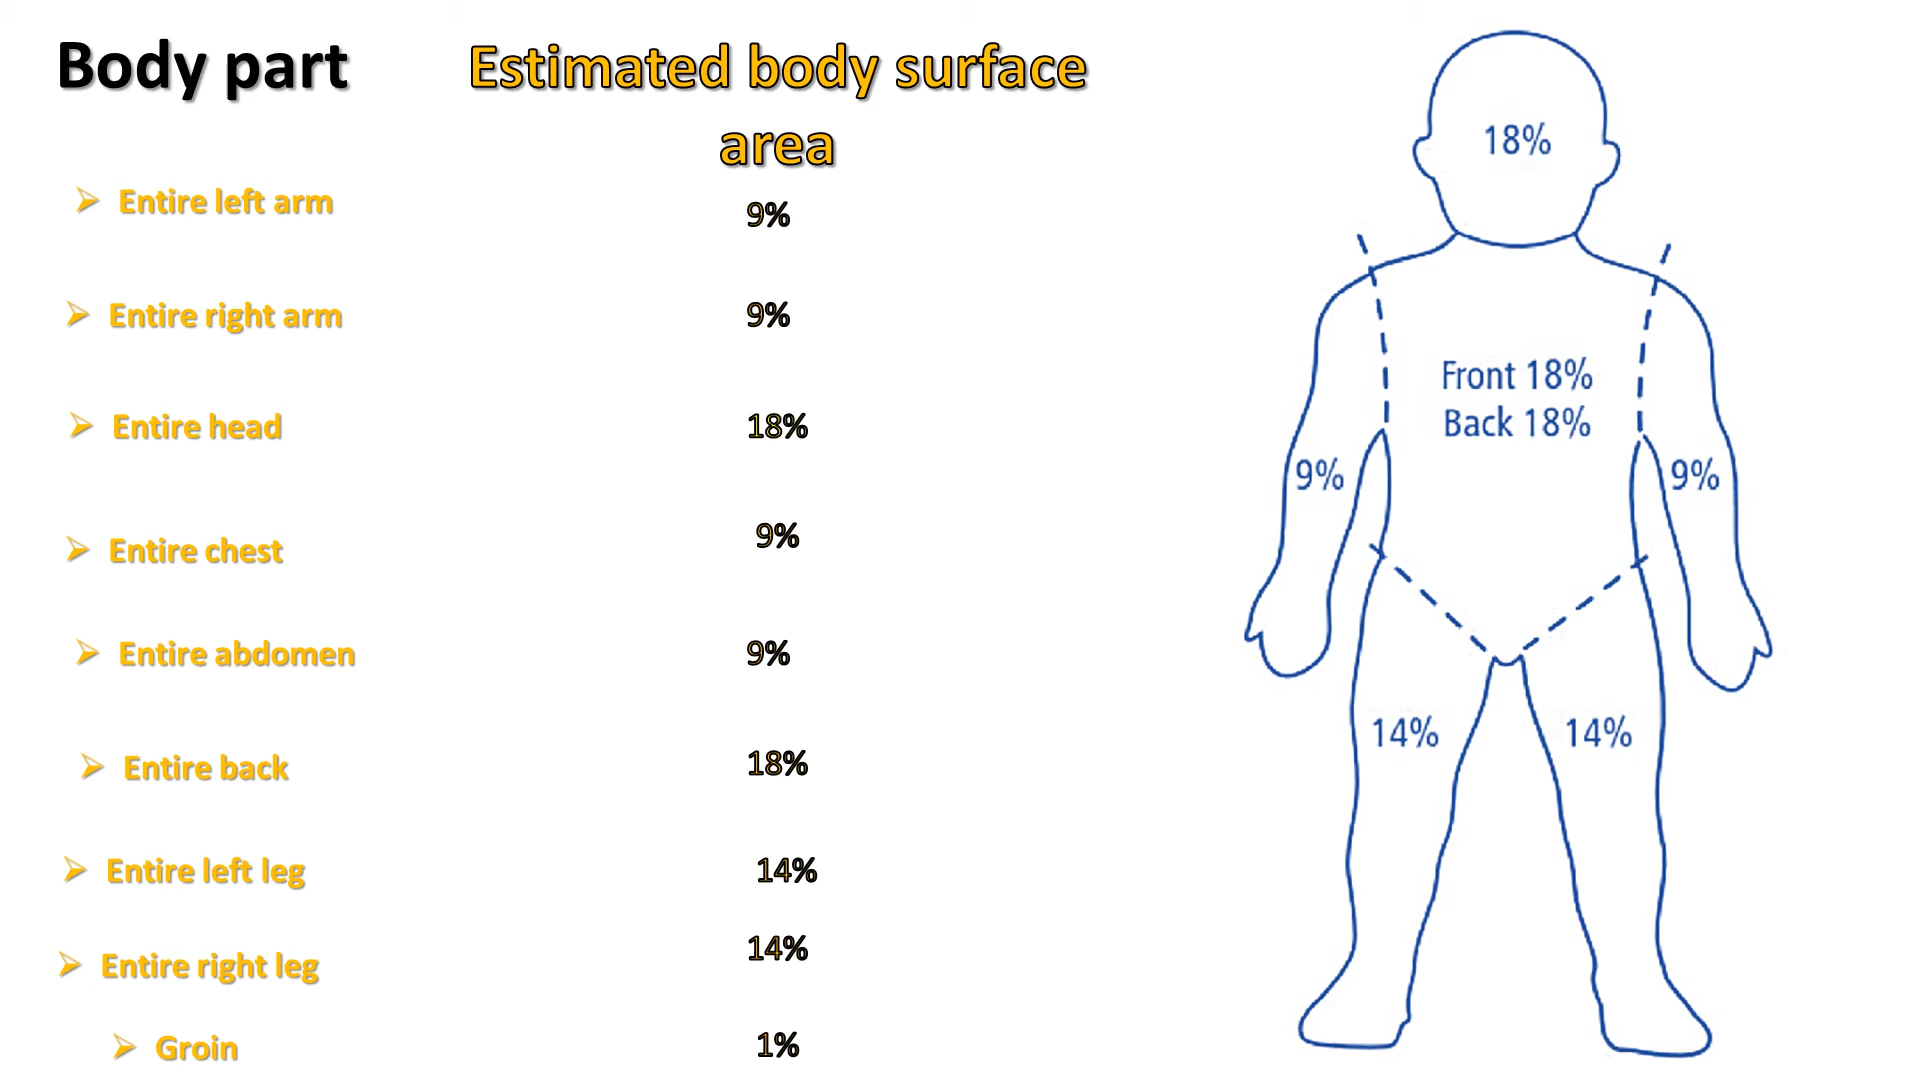 Body part
Estimated body surface
area
➢ Entire left arm
9%
➢ Entire right arm
9%
➢ Entire head
18%
➢ Entire chest
9%
➢ Entire abdomen
9%
➢ Entire back
18%
➢ Entire left leg
14%
➢ Entire right leg
14%
➢ Groin
1%
18%
Front 18%
Back 18%
9%
9%
14%
14%